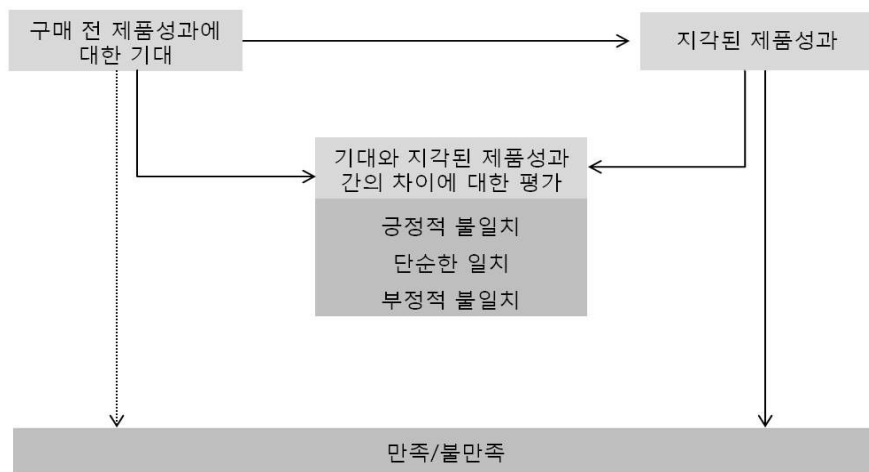 구매 전 제품성과에
대한 기대
지각된 제품성과
기대와 지각된 제품성과
간의 차이에 대한 평가
긍정적 불일치
단순한 일치
부정적 불일치
만족/불만족